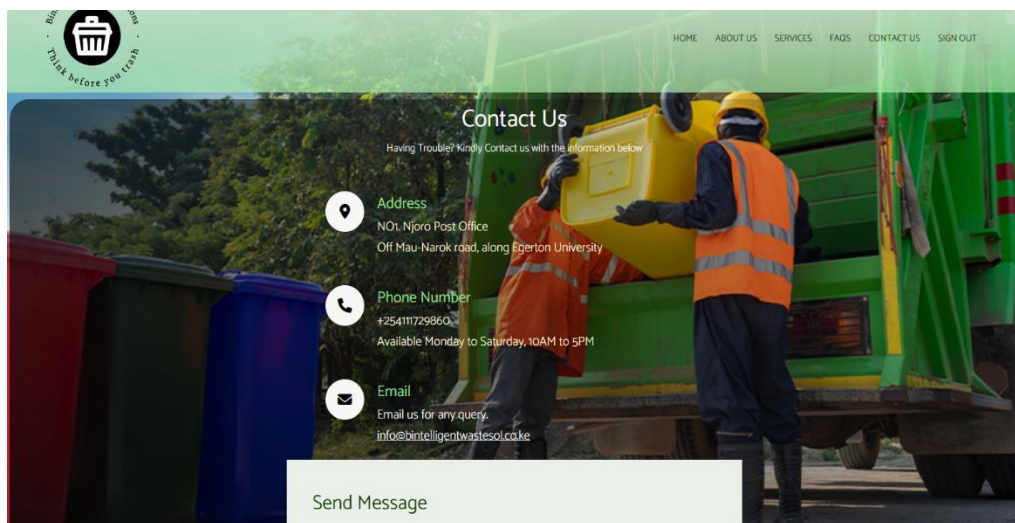 Think before you trash
HOME ABOUT US SERVICES FAQS CONTACT US SIGN OUT
Contact Us
Having Trouble? Kindly Contact us with the information below
Address
NO1. Njoro Post Office
Off Mau-Narok road, along Egerton University
Phone Number
+254111729860
Available Monday to Saturday, 10AM to 5PM
Email
Email us for any query.
info@bintelligentwastesol.co.ke
Send Message